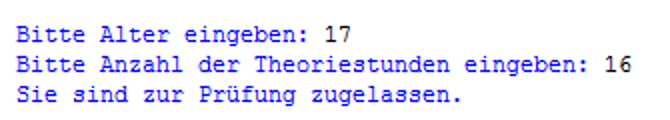 Bitte Alter eingeben: 17
Bitte Anzahl der Theoriestunden eingeben: 16
Sie sind zur Prüfung zugelassen.